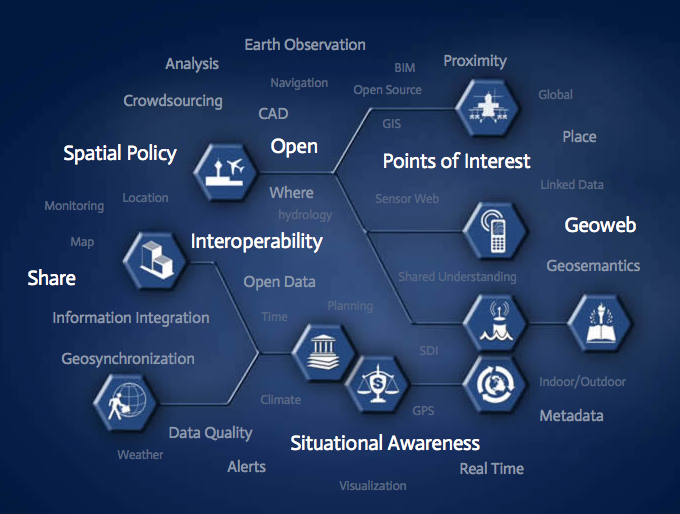 Earth Observation
Analysis
Proximity
BIM
Navigation
Open Source
Global
Crowdsourcing
CAD
GIS
Place
Open
Spatial Policy
Points of Interest
Linked Data
Where
Location
Sensor Web
Monitoring
hydrology
Geoweb
Map
Interoperability
Geosemantics
Share
Open Data
Shared Understanding
Planning
Information Integration
Time
SDI
Geosynchronization
Indoor/Outdoor
Climate
GPS
Metadata
Data Quality
Situational Awareness
Weather
Alerts
Real Time
Visualization
S